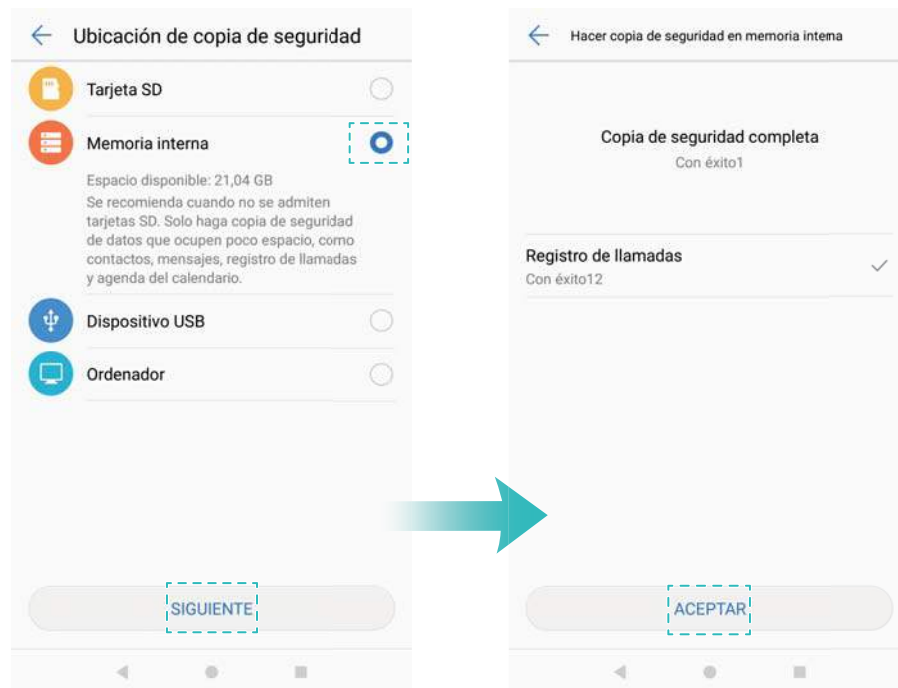 Ubicación de copia de seguridad
Tarjeta SD
Memoria interna
Espacio disponible: 21,04 GB
Se recomienda cuando no se admiten
tarjetas SD. Solo haga copia de seguridad
de datos que ocupen poco espacio, como
contactos, mensajes, registro de llamadas
y agenda del calendario.
Dispositivo USB
Ordenador
SIGUIENTE
Hacer copia de seguridad en memoria interna
Copia de seguridad completa
Con éxito1
Registro de llamadas
Con éxito12
ACEPTAR